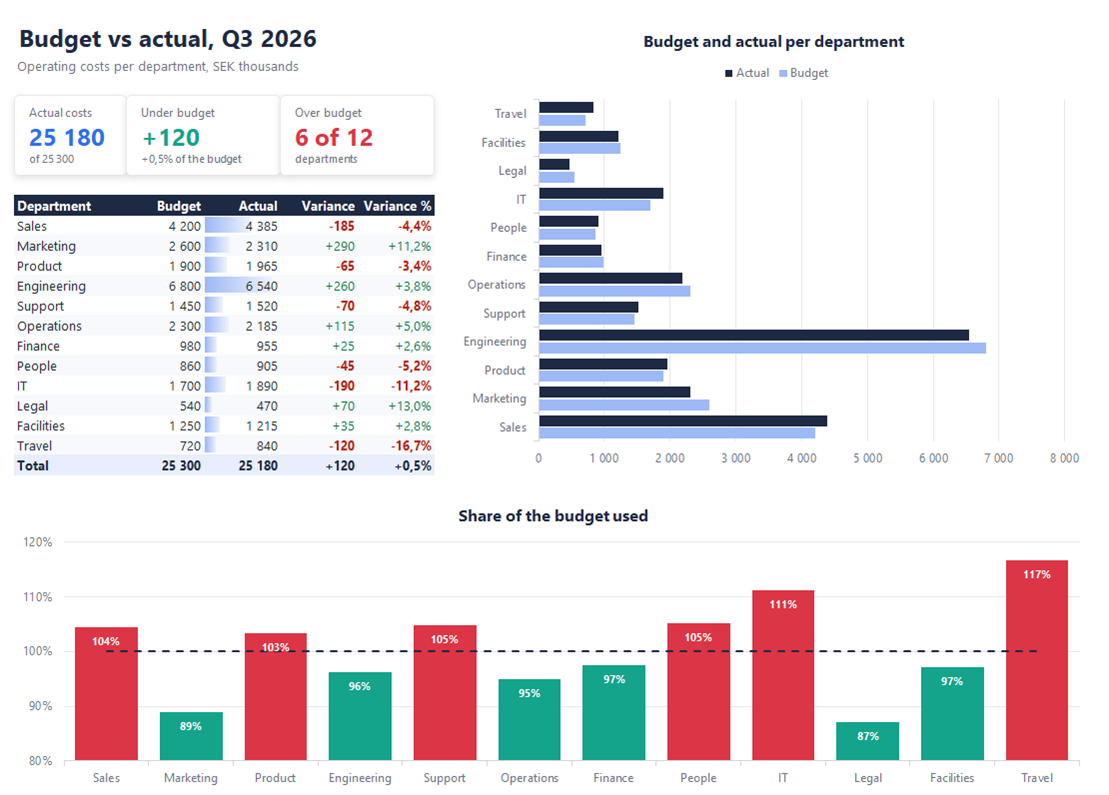 Budget vs actual, Q3 2026
Operating costs per department, SEK thousands
Actual costs
25 180
of 25 300
Under budget
+120
+0,5% of the budget
Over budget
6 of 12
departments
Department Budget Actual Variance Variance %
Sales 4 200 4 385 -185 -4,4%
Marketing 2 600 2 310 +290 +11,2%
Product 1 900 1 965 -65 -3,4%
Engineering 6 800 6 540 +260 +3,8%
Support 1 450 1 520 -70 -4,8%
Operations 2 300 2 185 +115 +5,0%
Finance 980 955 +25 +2,6%
People 860 905 -45 -5,2%
IT 1 700 1 890 -190 -11,2%
Legal 540 470 +70 +13,0%
Facilities 1 250 1 215 +35 +2,8%
Travel 720 840 -120 -16,7%
Total 25 300 25 180 +120 +0,5%
Budget and actual per department
Actual Budget
Travel
Facilities
Legal
IT
People
Finance
Operations
Support
Engineering
Product
Marketing
Sales
0 1 000 2 000 3 000 4 000 5 000 6 000 7 000 8 000
Share of the budget used
120%
110%
100%
90%
80%
104% 89% 103% 96% 105% 95% 97% 105% 111% 87% 97% 117%
Sales Marketing Product Engineering Support Operations Finance People IT Legal Facilities Travel